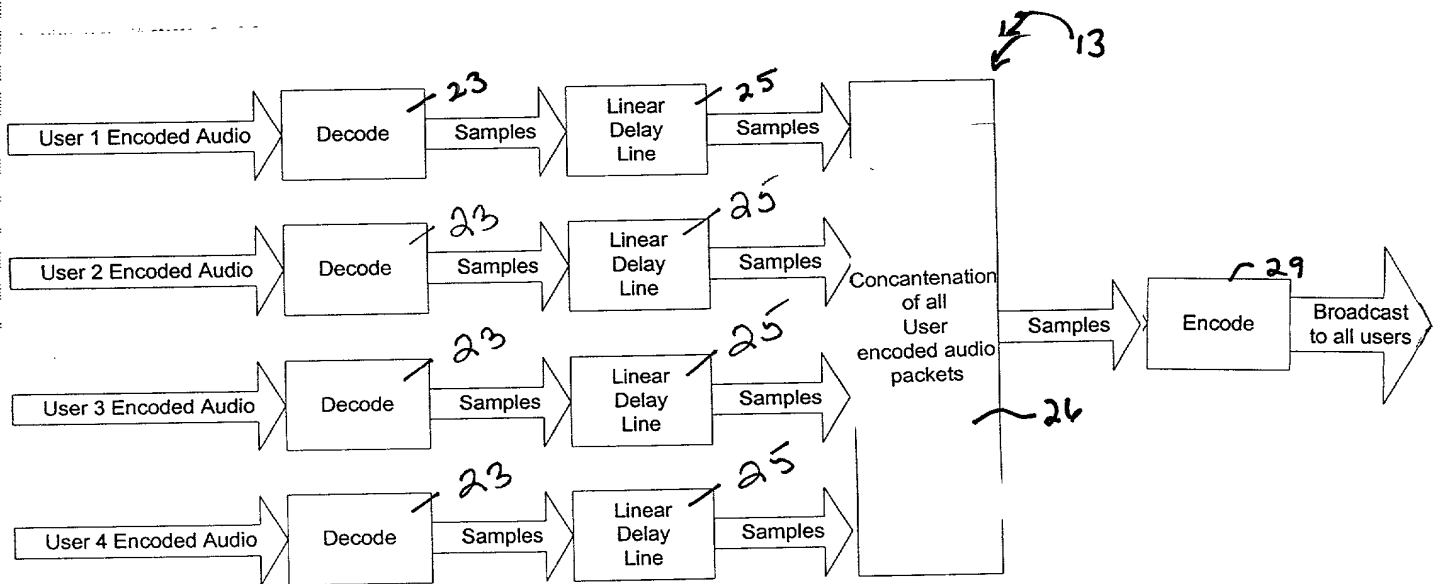 12 13
23
25
User 1 Encoded Audio
Decode
Samples
Linear
Delay
Line
Samples
23
25
User 2 Encoded Audio
Decode
Samples
Linear
Delay
Line
Samples
Concantenation
of all
User
encoded audio
packets
26
Samples
29
Encode
Broadcast
to all users
23
25
User 3 Encoded Audio
Decode
Samples
Linear
Delay
Line
Samples
23
25
User 4 Encoded Audio
Decode
Samples
Linear
Delay
Line
Samples